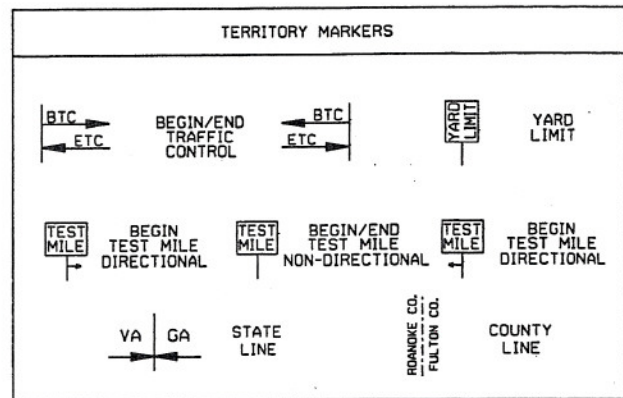 TERRITORY MARKERS
BTC
ETC
BEGIN/END
TRAFFIC
CONTROL
BTC
ETC
YARD
LIMIT
YARD
LIMIT
TEST
MILE
BEGIN
TEST MILE
DIRECTIONAL
TEST
MILE
BEGIN/END
TEST MILE
NON-DIRECTIONAL
TEST
MILE
BEGIN
TEST MILE
DIRECTIONAL
VA
GA
STATE
LINE
ROANOKE CO.
FULTON CO.
COUNTY
LINE